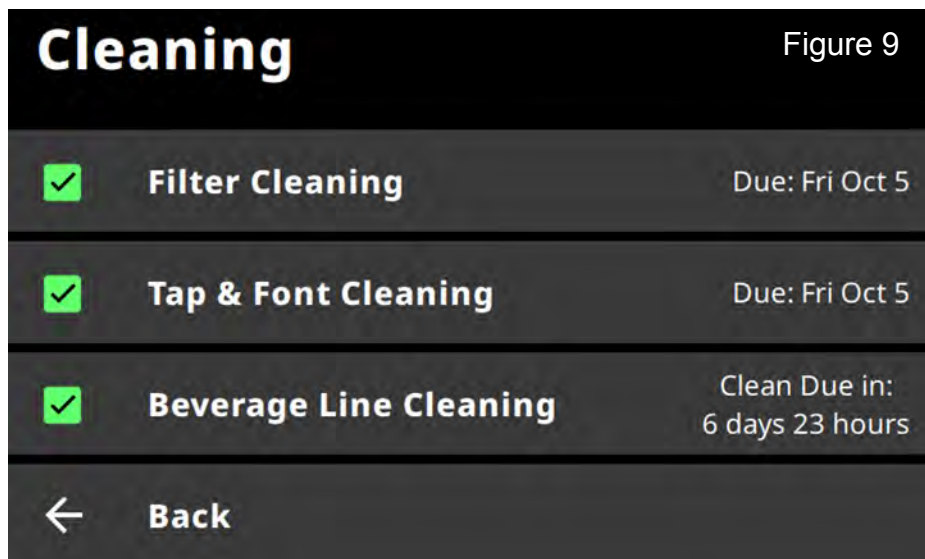 Cleaning
Figure 9
Filter Cleaning
Due: Fri Oct 5
Tap & Font Cleaning
Due: Fri Oct 5
Beverage Line Cleaning
Clean Due in:
6 days 23 hours
Back